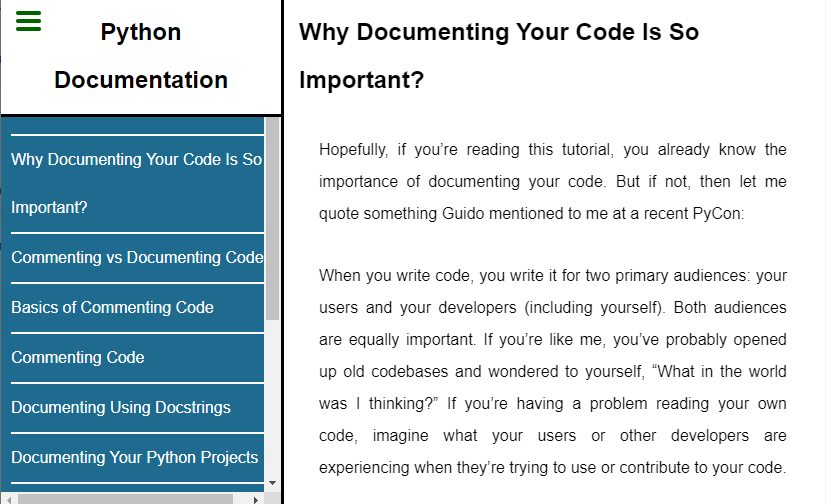 Python
Documentation
Why Documenting Your Code Is So
Important?
Commenting vs Documenting Code
Basics of Commenting Code
Commenting Code
Documenting Using Docstrings
Documenting Your Python Projects
Why Documenting Your Code Is So
Important?
Hopefully, if you’re reading this tutorial, you already know the
importance of documenting your code. But if not, then let me
quote something Guido mentioned to me at a recent PyCon:
When you write code, you write it for two primary audiences: your
users and your developers (including yourself). Both audiences
are equally important. If you’re like me, you’ve probably opened
up old codebases and wondered to yourself, “What in the world
was I thinking?” If you’re having a problem reading your own
code, imagine what your users or other developers are
experiencing when they’re trying to use or contribute to your code.